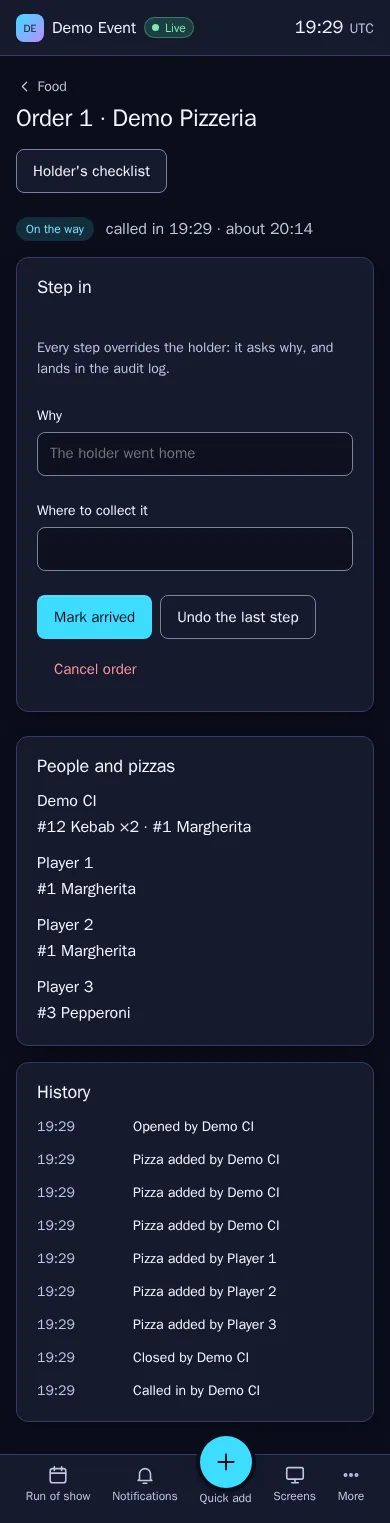 DE Demo Event Live 19:29 UTC
Food
Order 1 · Demo Pizzeria
Holder's checklist
On the way called in 19:29 · about 20:14
Step in
Every step overrides the holder: it asks why, and
lands in the audit log.
Why
The holder went home
Where to collect it
Mark arrived Undo the last step
Cancel order
People and pizzas
Demo CI
#12 Kebab ×2 · #1 Margherita
Player 1
#1 Margherita
Player 2
#1 Margherita
Player 3
#3 Pepperoni
History
19:29 Opened by Demo CI
19:29 Pizza added by Demo CI
19:29 Pizza added by Demo CI
19:29 Pizza added by Demo CI
19:29 Pizza added by Player 1
19:29 Pizza added by Player 2
19:29 Pizza added by Player 3
19:29 Closed by Demo CI
19:29 Called in by Demo CI
Run of show Notifications Quick add Screens More